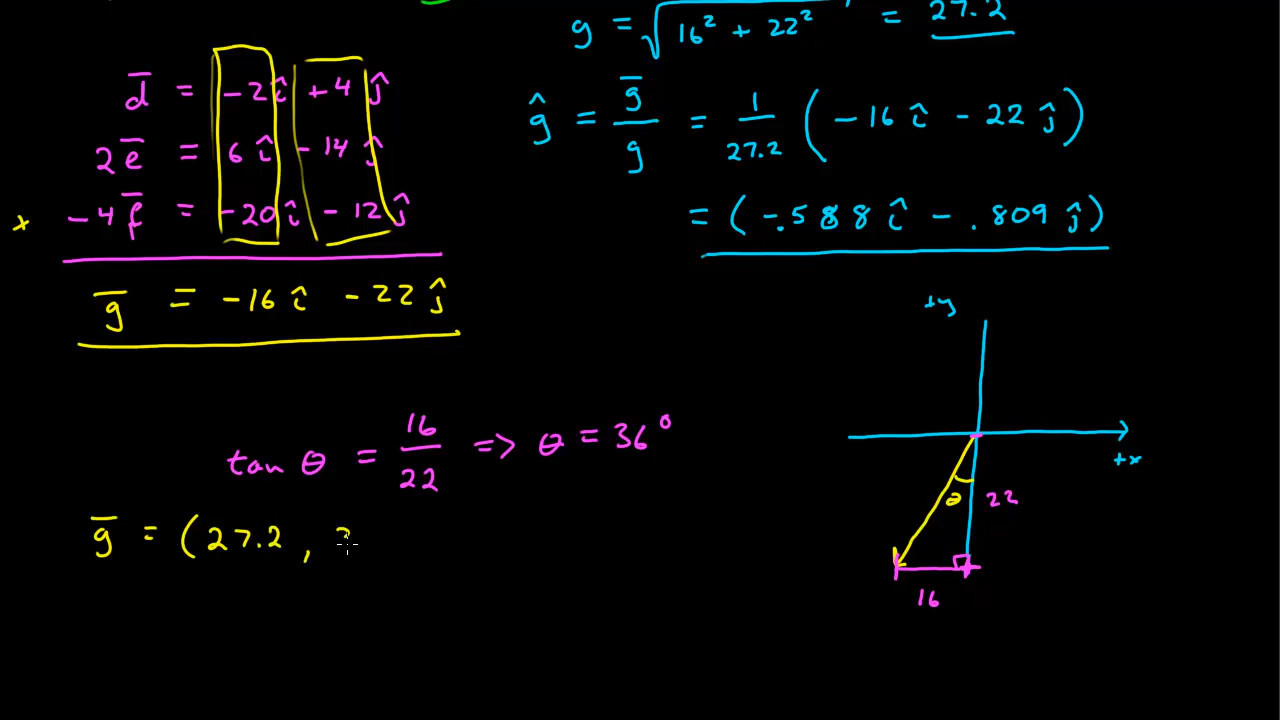 g = √16² + 22² = 27.2
d̅ = -2î + 4ĵ
2e̅ = 6î - 14ĵ
+ -4f̅ = -20î - 12ĵ
g̅ = -16î - 22ĵ
ĝ = g̅/g = 1/27.2 (-16î - 22ĵ)
= (-.588î - .809ĵ)
tan θ = 16/22 => θ = 36°
g̅ = (27.2 ,
+y
+x
θ
22
16